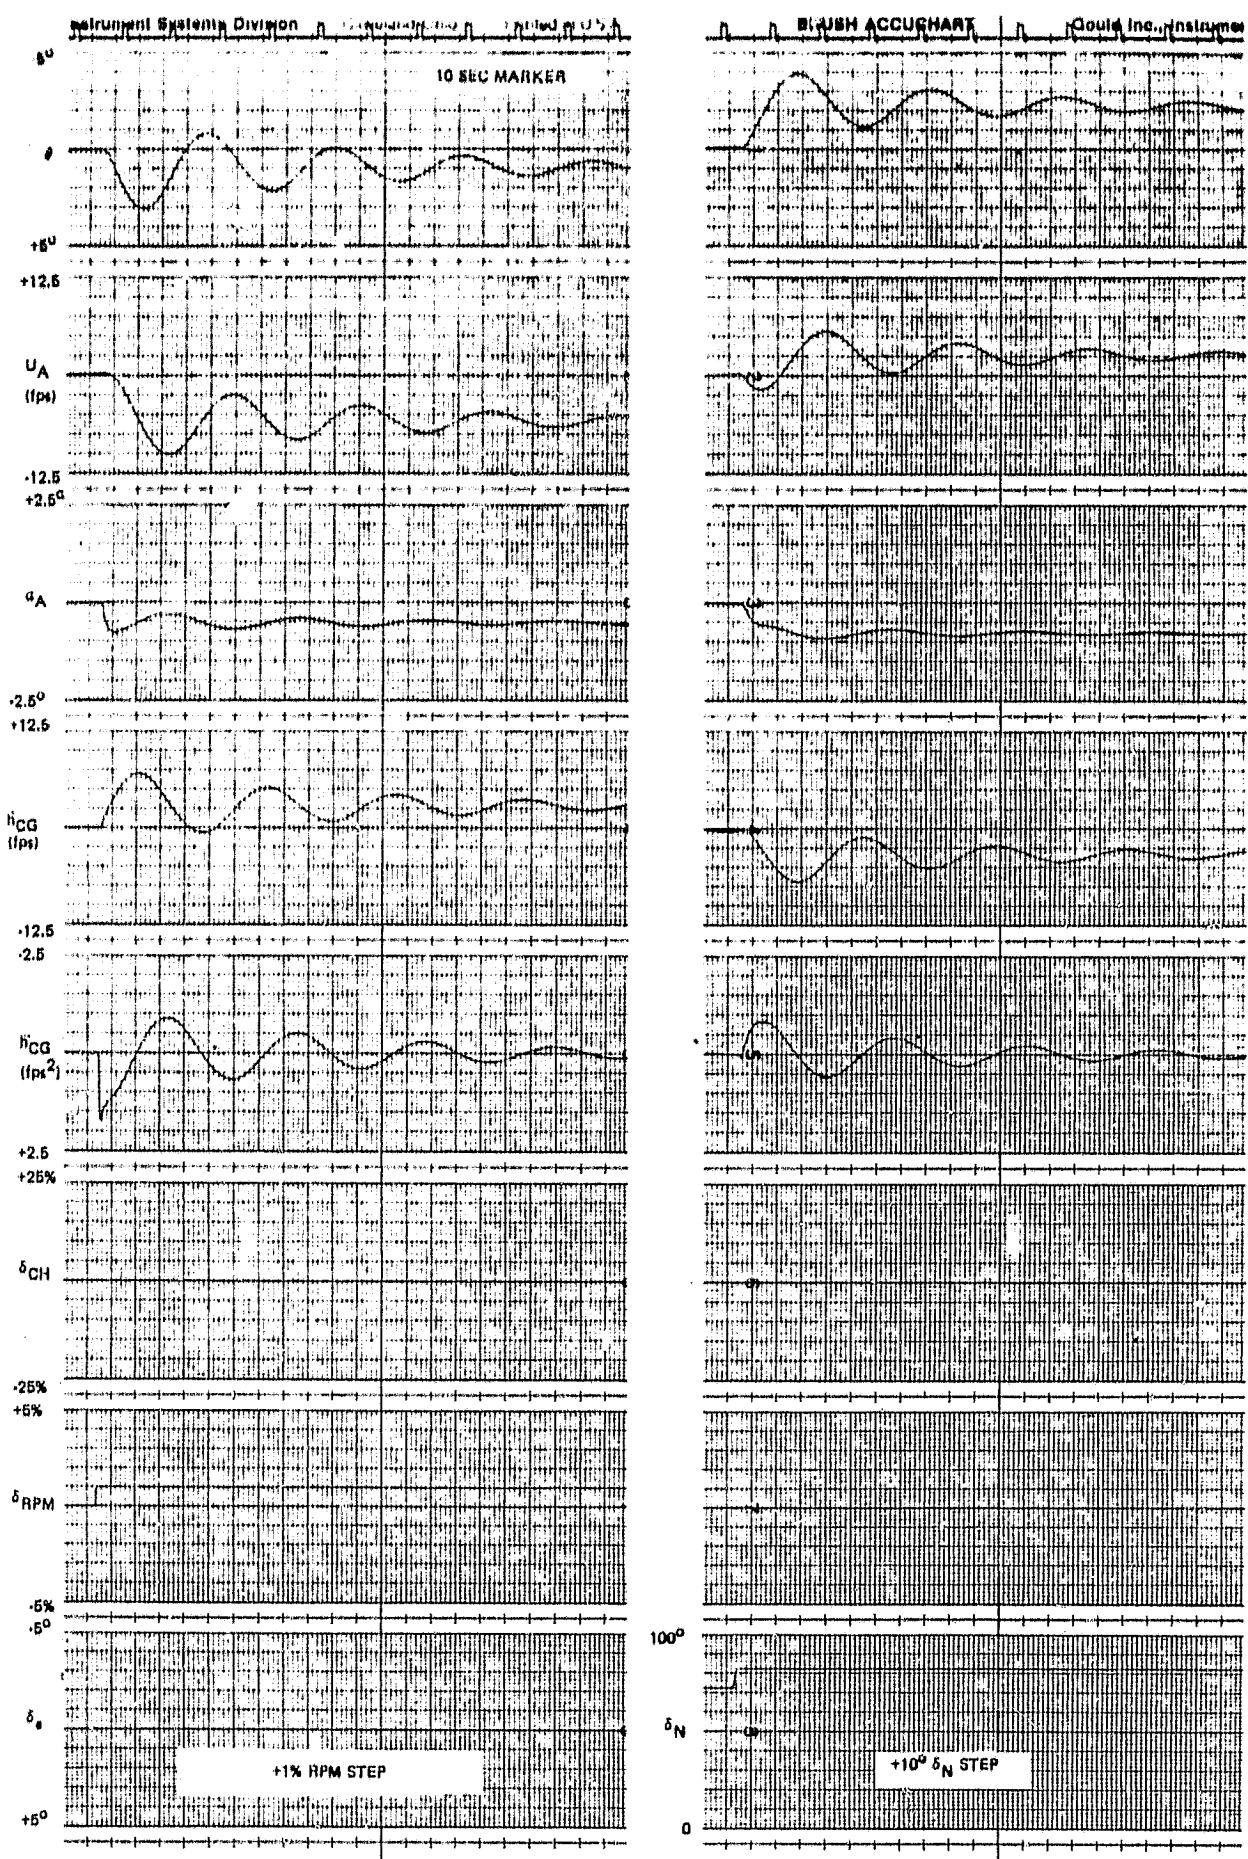 Instrument Systems Division
BRUSH ACCUCHART Gould Inc., Instrument
5°
10 SEC MARKER
θ
+5°
+12.5
U_A
(fps)
-12.5
+2.5°
α_A
-2.5°
+12.5
ḣ_CG
(fps)
-12.5
-2.5
ḧ_CG
(fps²)
+2.5
+25%
δ_CH
-25%
+5%
δ_RPM
-5%
-5°
δ_e
+5°
+1% RPM STEP
100°
δ_N
0
+10° δ_N STEP